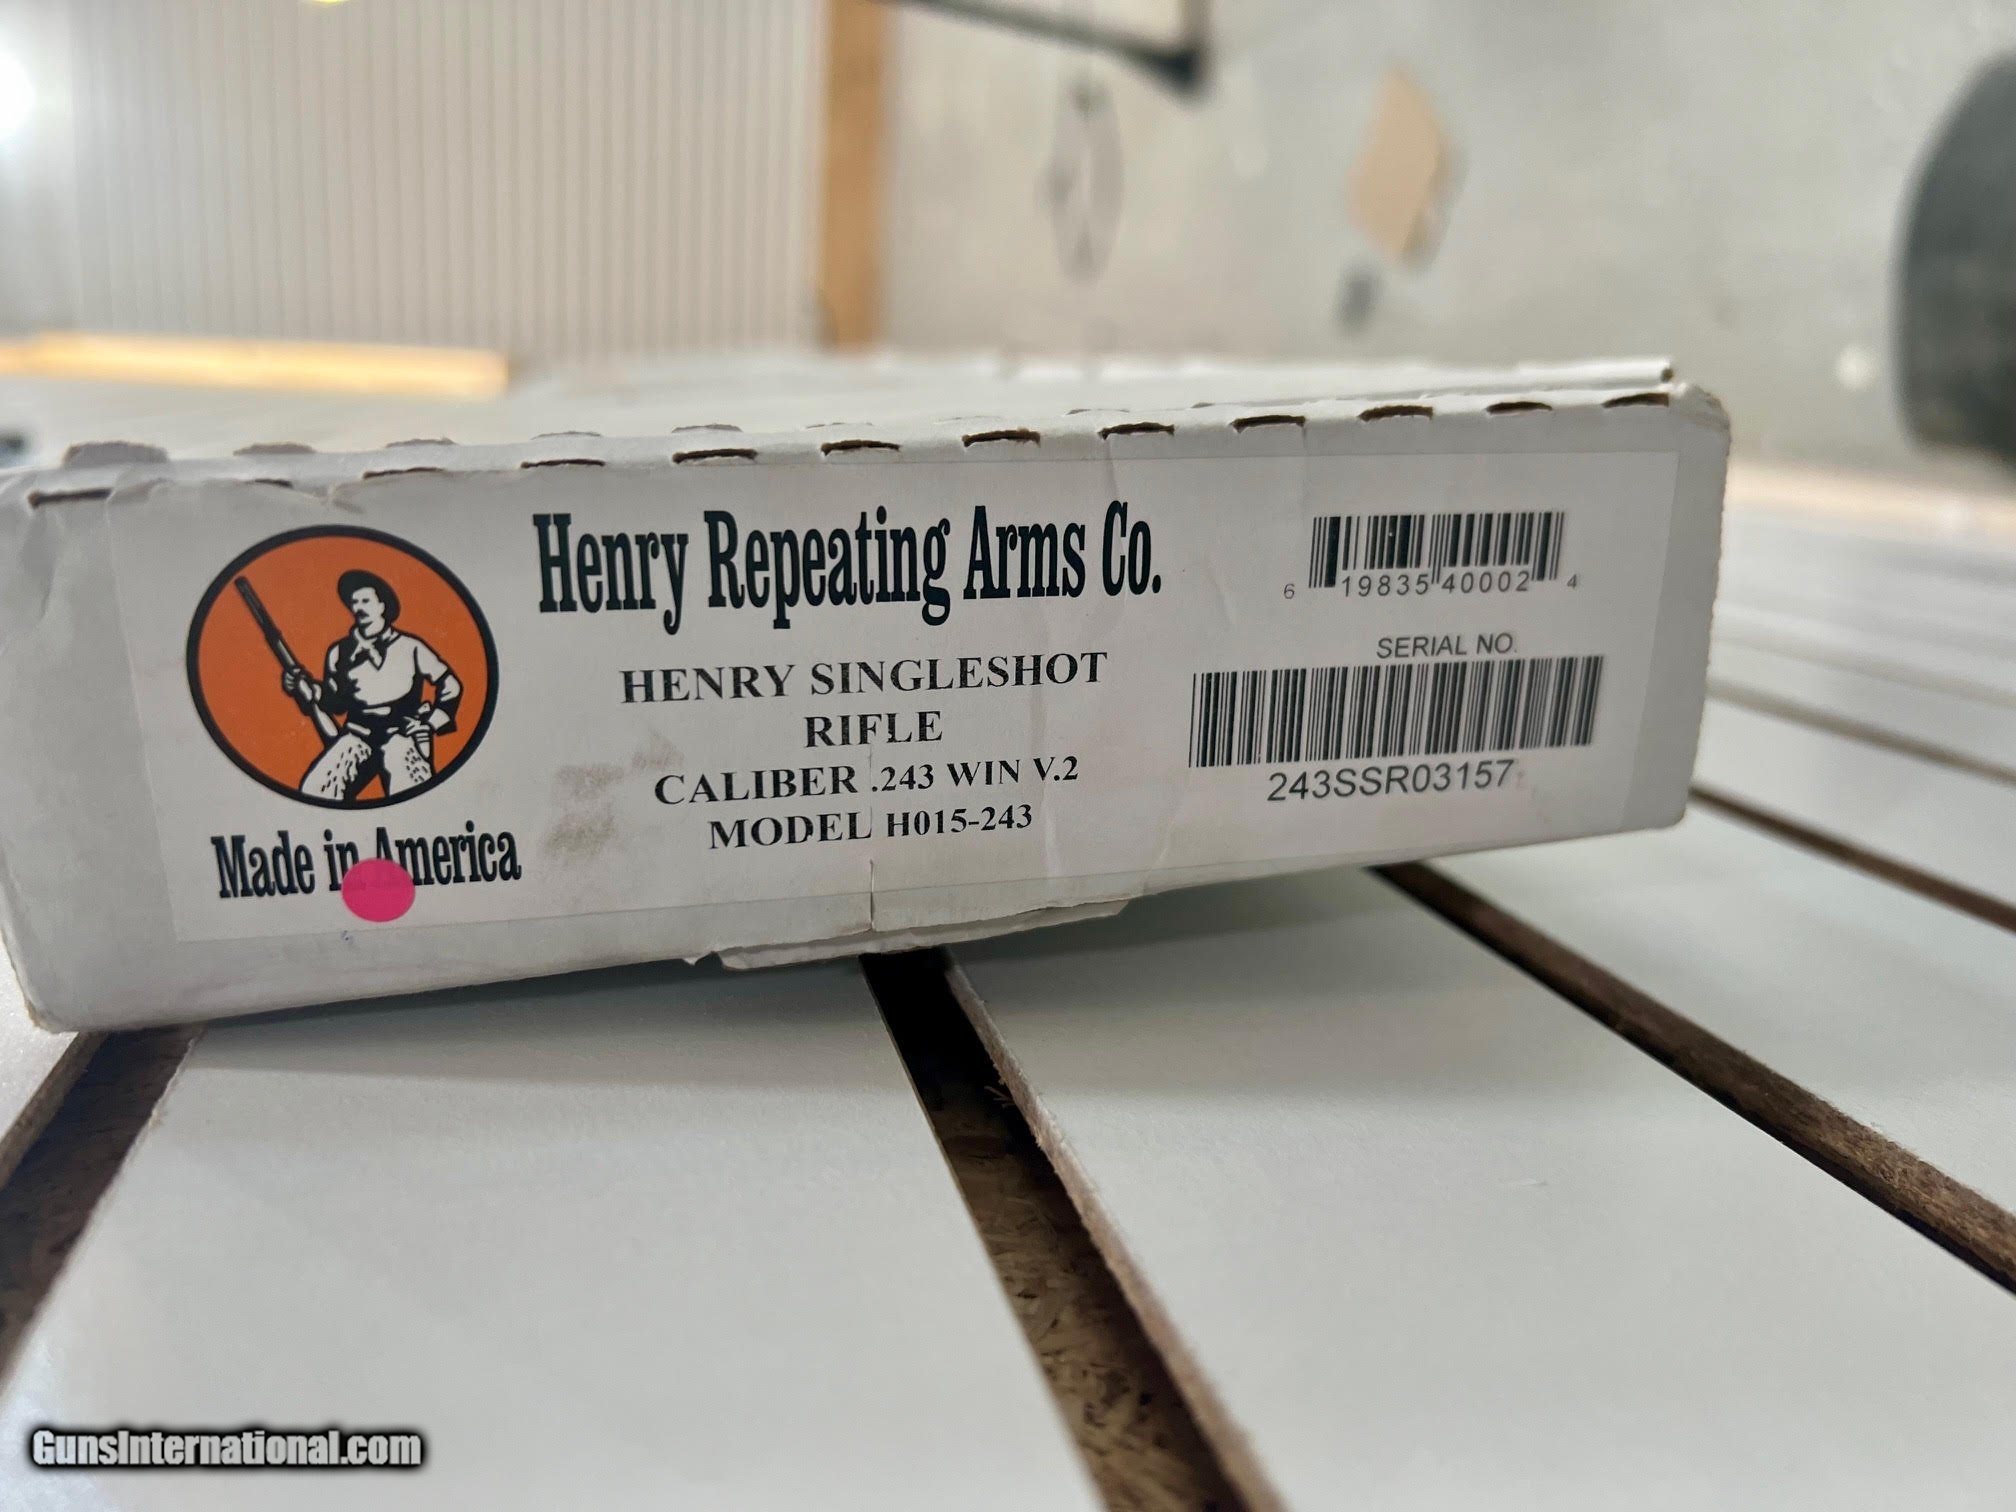 Henry Repeating Arms Co.
HENRY SINGLESHOT
RIFLE
CALIBER .243 WIN V.2
MODEL H015-243
Made in America
6 19835 40002 4
SERIAL NO.
243SSR03157
GunsInternational.com